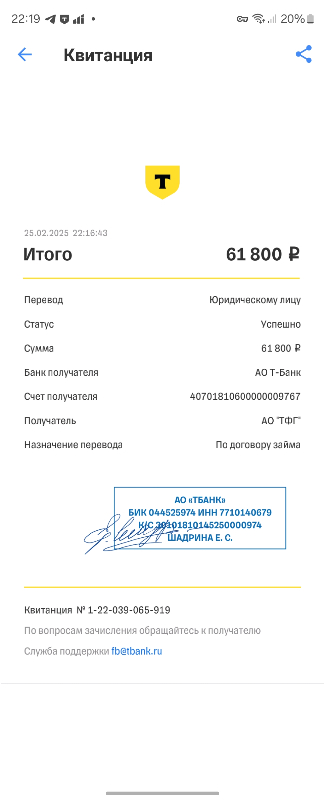 22:19
20%
Квитанция
Т
25.02.2025 22:16:43
Итого 61 800 ₽
Перевод Юридическому лицу
Статус Успешно
Сумма 61 800 ₽
Банк получателя АО Т-Банк
Счет получателя 40701810600000009767
Получатель АО "ТФГ"
Назначение перевода По договору займа
АО «ТБАНК»
БИК 044525974 ИНН 7710140679
К/С 30101810145250000974
ШАДРИНА Е. С.
Квитанция № 1-22-039-065-919
По вопросам зачисления обращайтесь к получателю
Служба поддержки fb@tbank.ru